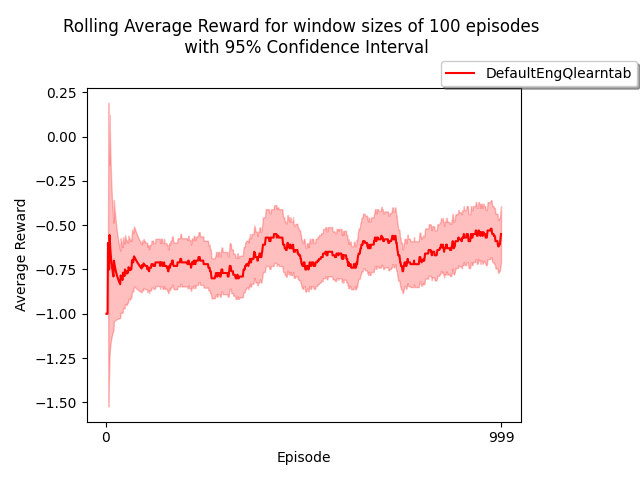 Rolling Average Reward for window sizes of 100 episodes
with 95% Confidence Interval
DefaultEngQlearntab
0.25
0.00
−0.25
−0.50
−0.75
−1.00
−1.25
−1.50
Average Reward
0
999
Episode